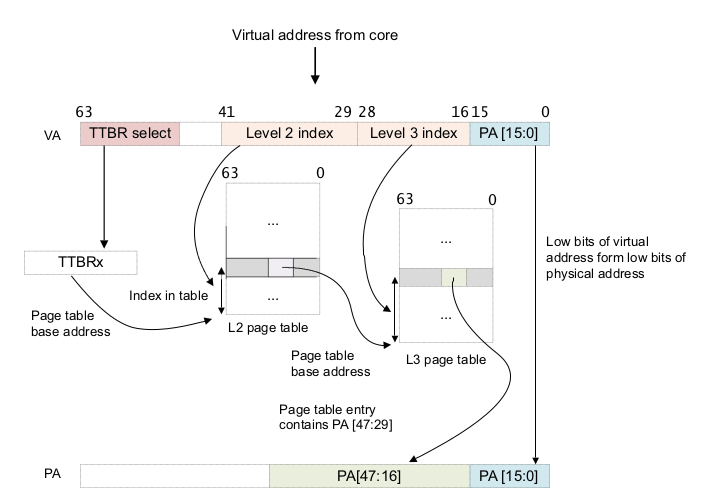 Virtual address from core
63 41 29 28 16 15 0
VA TTBR select Level 2 index Level 3 index PA [15:0]
63 0
63 0
...
...
Low bits of virtual
address form low bits of
physical address
TTBRx
Index in table
...
...
Page table
base address
L2 page table
Page table
base address
L3 page table
Page table entry
contains PA [47:29]
PA PA[47:16] PA [15:0]